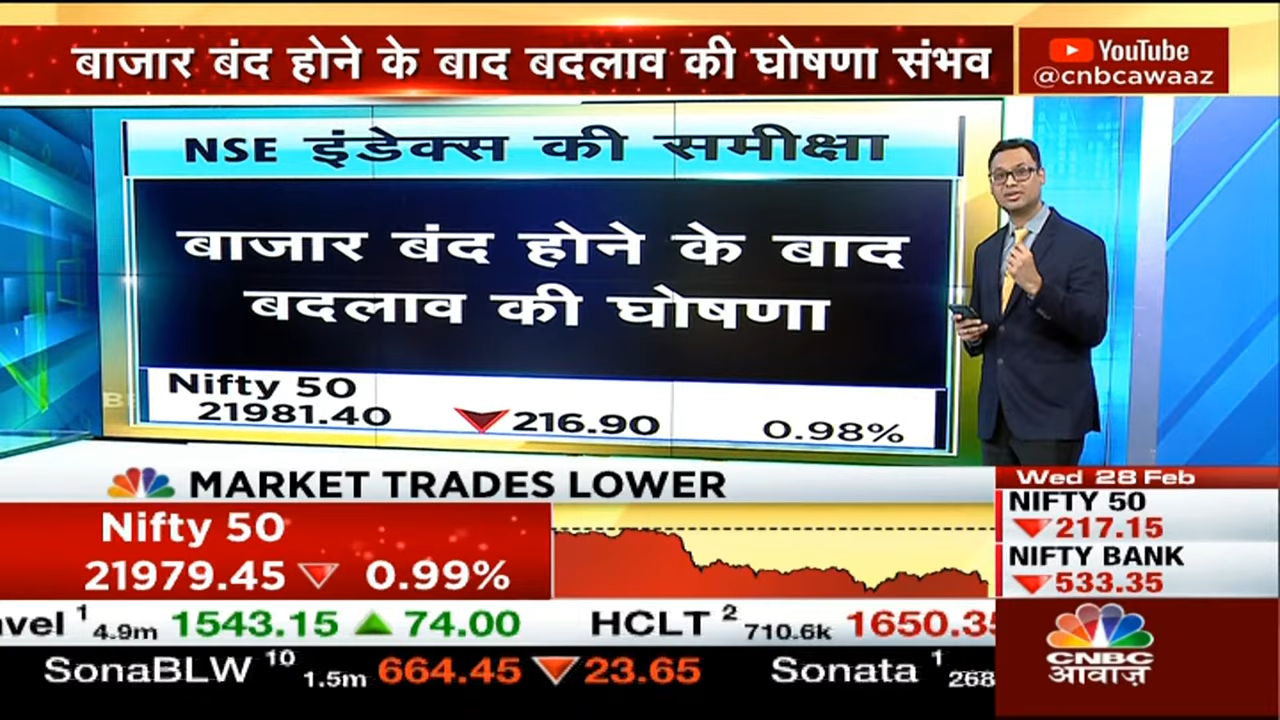 बाजार बंद होने के बाद बदलाव की घोषणा संभव
YouTube
@cnbcawaaz
NSE इंडेक्स की समीक्षा
बाजार बंद होने के बाद
बदलाव की घोषणा
Nifty 50
21981.40 ▼ 216.90 0.98%
MARKET TRADES LOWER
Nifty 50
21979.45 ▽ 0.99%
Wed 28 Feb
NIFTY 50
▼217.15
NIFTY BANK
▼533.35
1 4.9m 1543.15 ▲ 74.00 HCLT 2 710.6k
SonaBLW 10 1.5m 664.45 ▼ 23.65 Sonata 1
CNBC
आवाज़